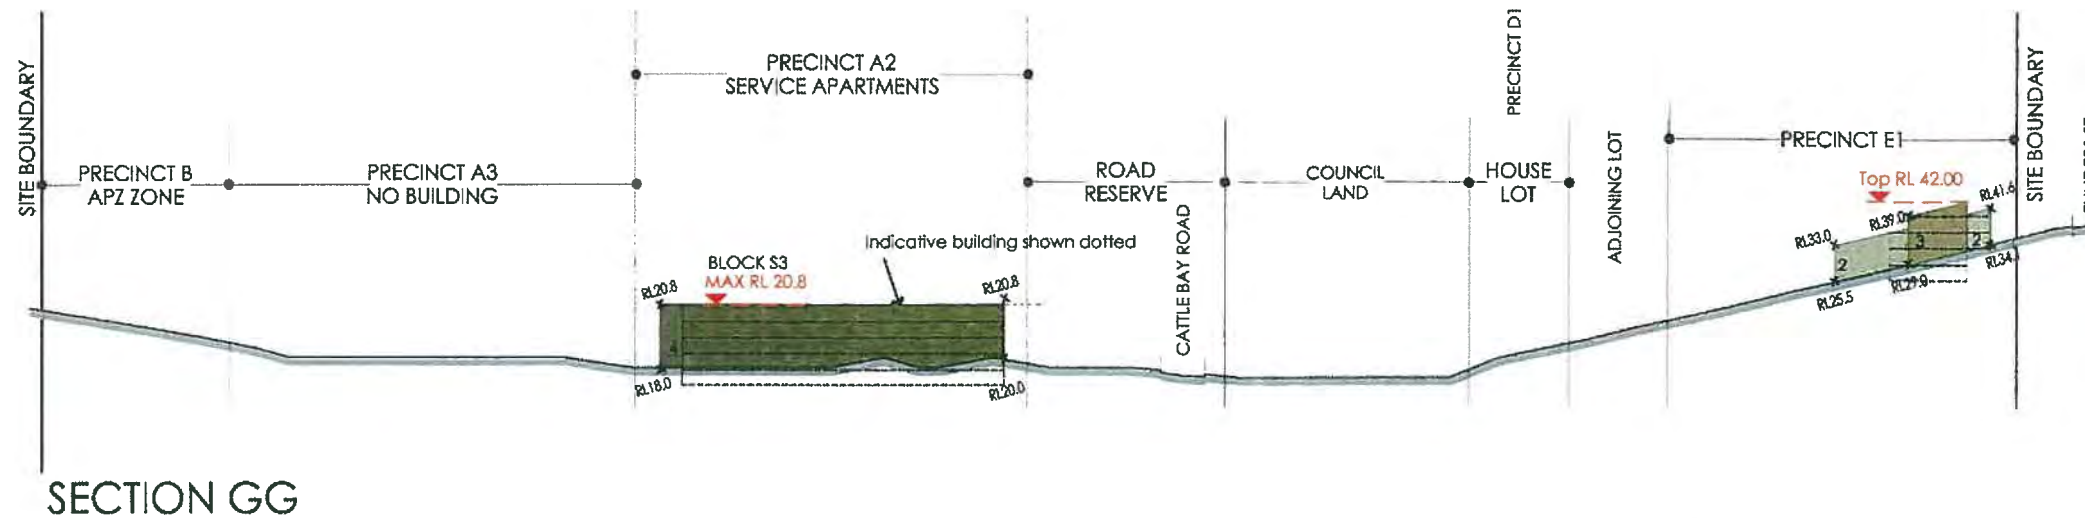 SITE BOUNDARY
PRECINCT B
APZ ZONE
PRECINCT A3
NO BUILDING
PRECINCT A2
SERVICE APARTMENTS
ROAD
RESERVE
CATTLE BAY ROAD
COUNCIL
LAND
HOUSE
LOT
PRECINCT D1
ADJOINING LOT
PRECINCT E1
SITE BOUNDARY
Indicative building shown dotted
BLOCK S3
MAX RL 20.8
RL20.8
RL20.8
4
RL18.0
RL20.0
Top RL 42.00
RL33.0
RL39.0
RL41.6
2
3
2
RL25.5
RL29.0
RL34.1
SECTION GG